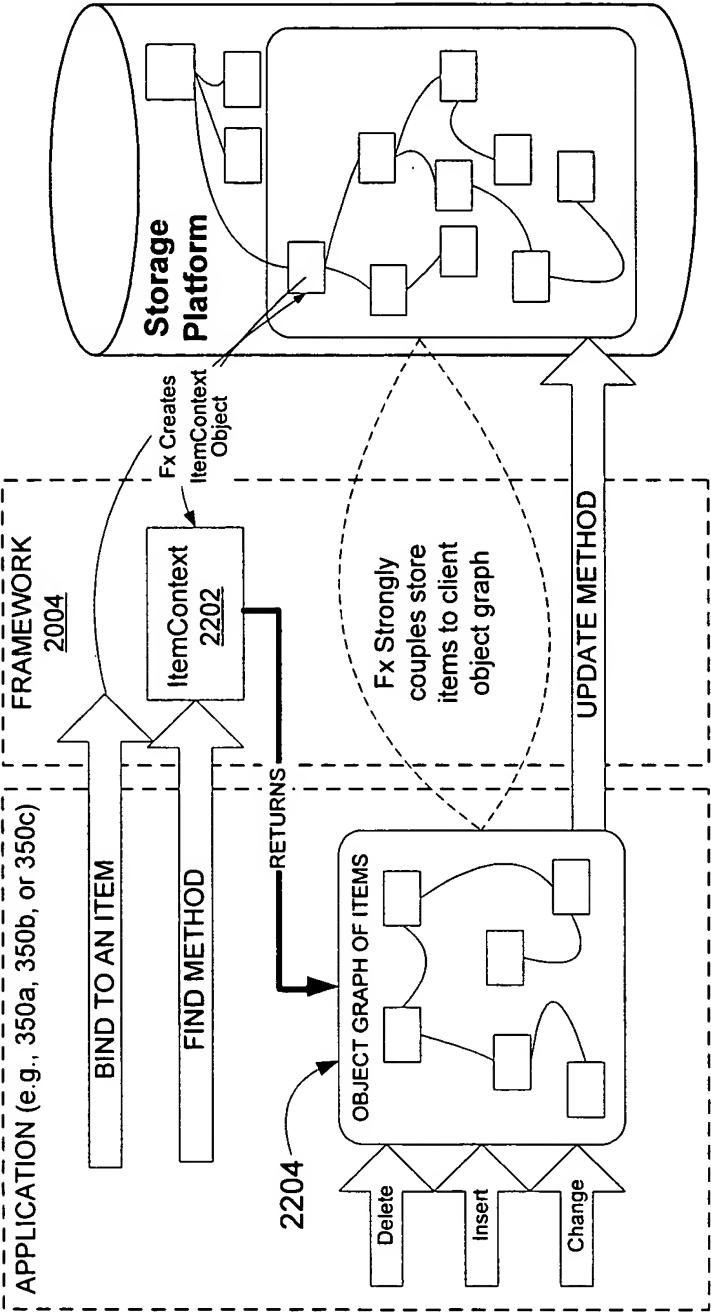 APPLICATION (e.g., 350a, 350b, or 350c)
BIND TO AN ITEM
FIND METHOD
RETURNS
2204
OBJECT GRAPH OF ITEMS
Delete
Insert
Change
FRAMEWORK
2004
ItemContext
2202
Fx Creates
ItemContext
Object
Fx Strongly
couples store
items to client
object graph
UPDATE METHOD
Storage
Platform